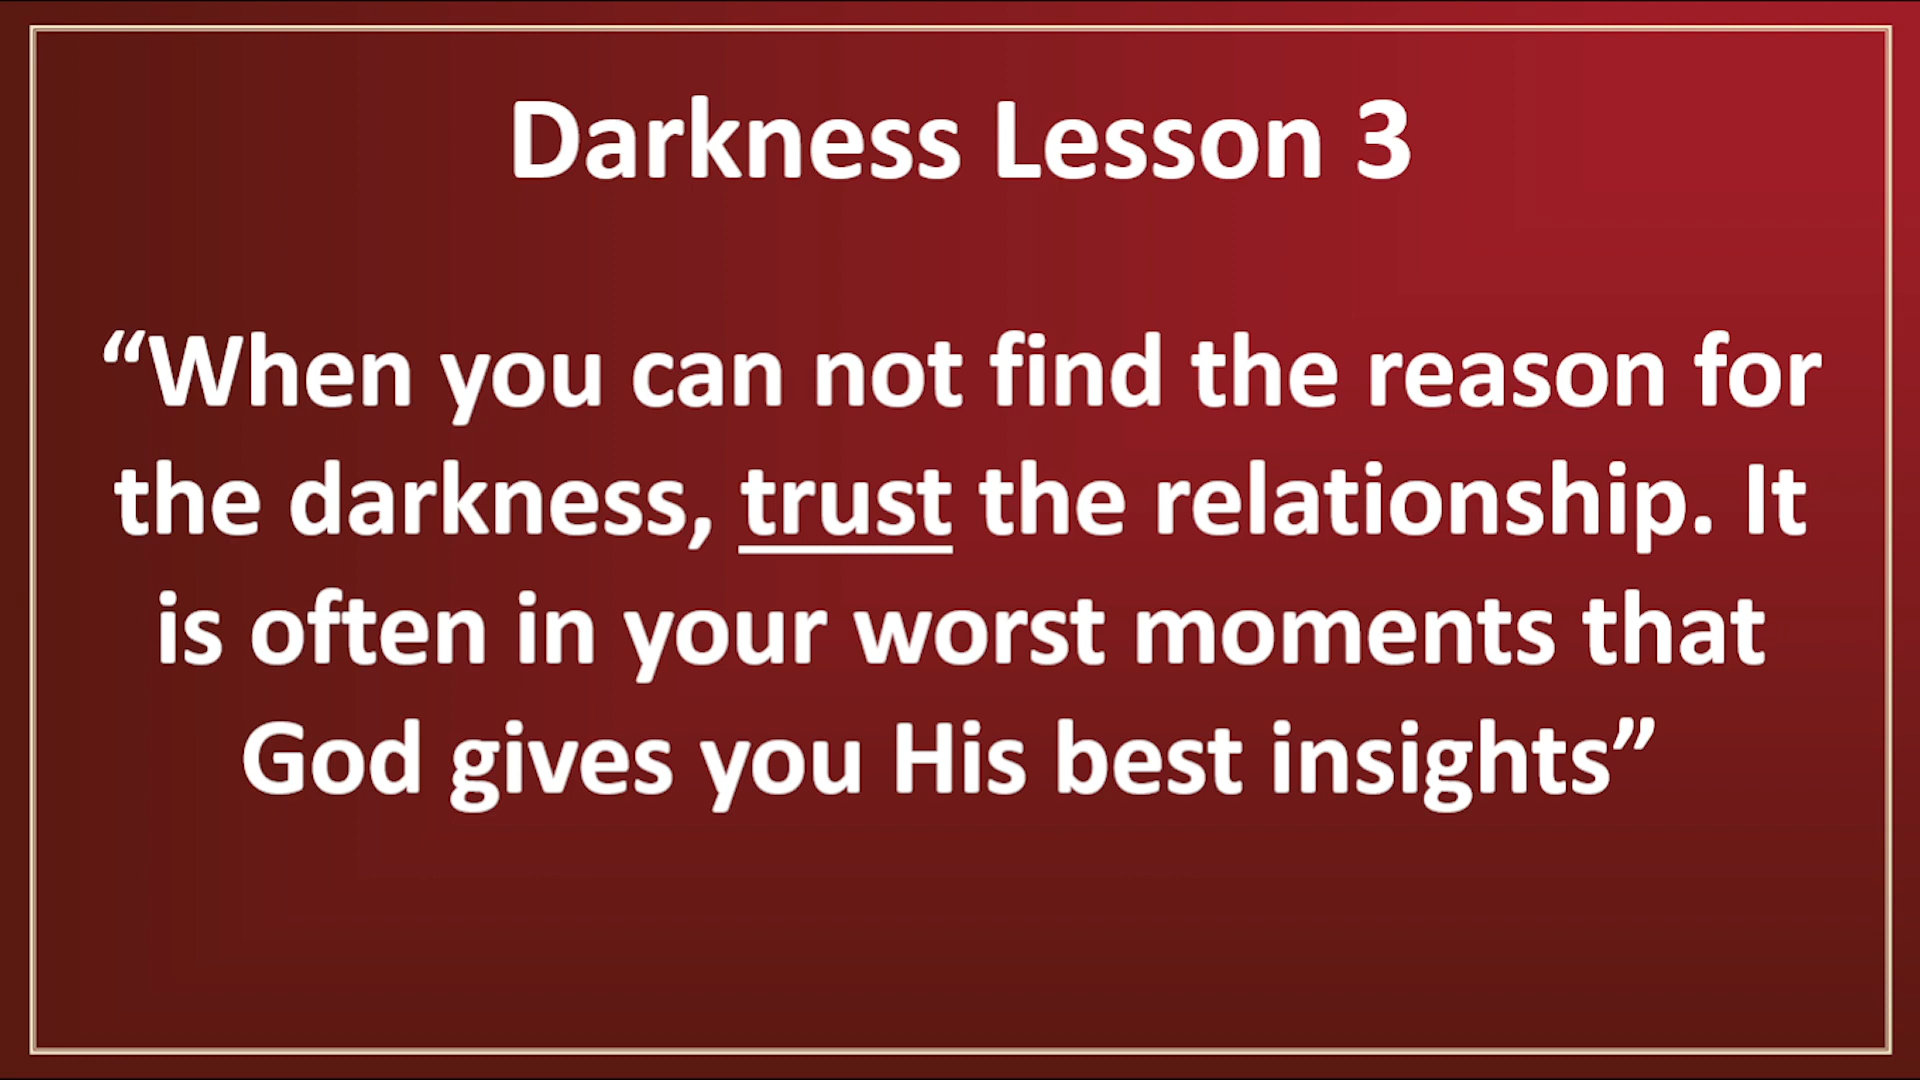 Darkness Lesson 3
“When you can not find the reason for
the darkness, trust the relationship. It
is often in your worst moments that
God gives you His best insights”